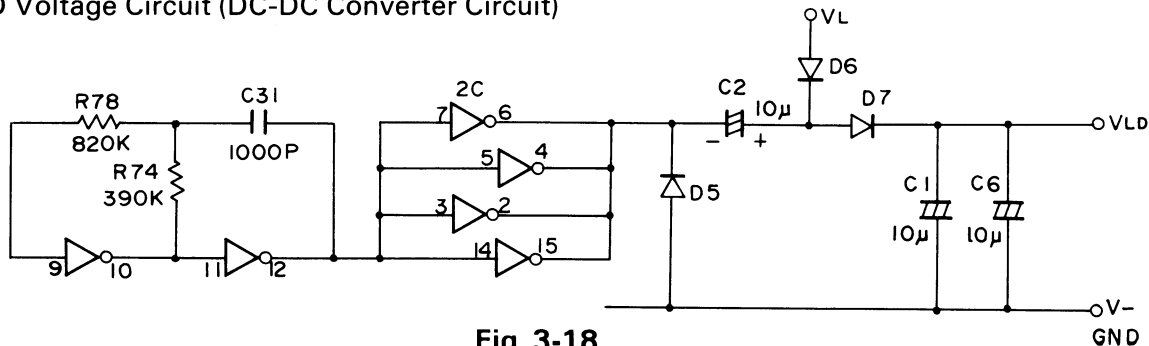 Voltage Circuit (DC-DC Converter Circuit)
VL
D6
C2
10μ
D7
VLD
2C
7 6
R78
820K
C31
1000P
5 4
R74
390K
D5
3 2
C1
10μ
C6
10μ
14 15
9 10
11 12
- +
V-
GND
Fig. 3-18